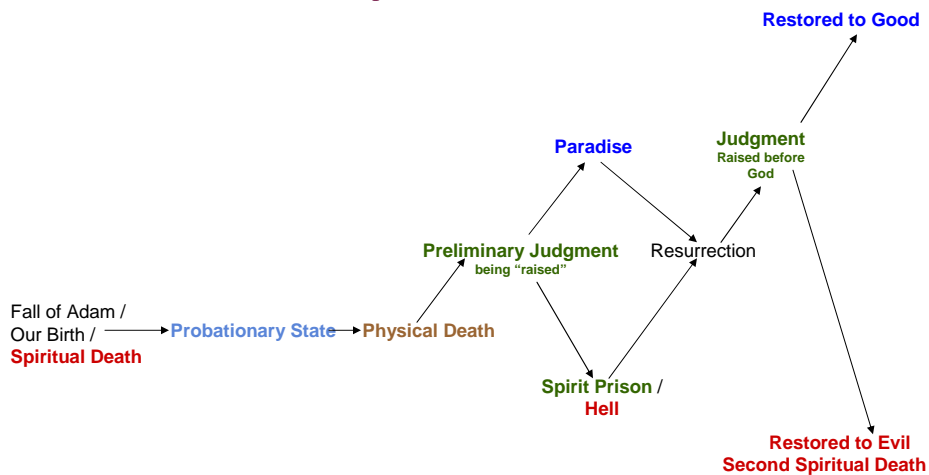 Restored to Good
Judgment
Raised before
God
Paradise
Preliminary Judgment
being “raised”
Resurrection
Fall of Adam /
Our Birth /
Spiritual Death
Probationary State
Physical Death
Spirit Prison /
Hell
Restored to Evil
Second Spiritual Death